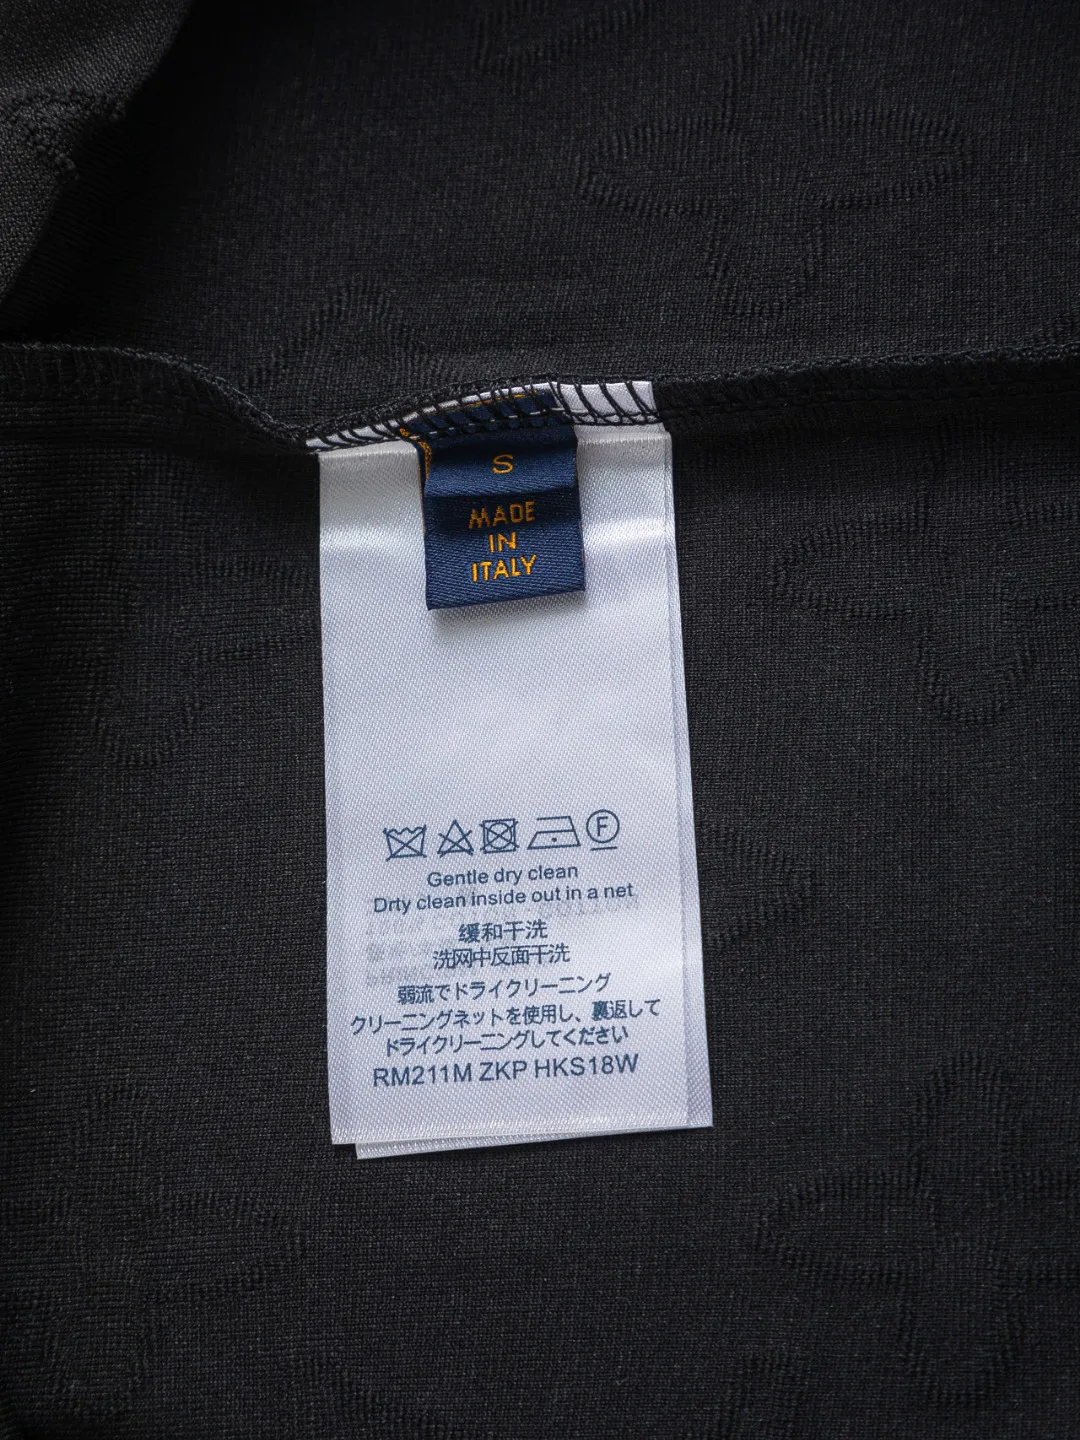 S
MADE
IN
ITALY
F
Gentle dry clean
Drty clean inside out in a net
缓和干洗
洗网中反面干洗
弱流でドライクリーニング
クリーニングネットを使用し、裏返して
ドライクリーニングしてください
RM211M ZKP HKS18W